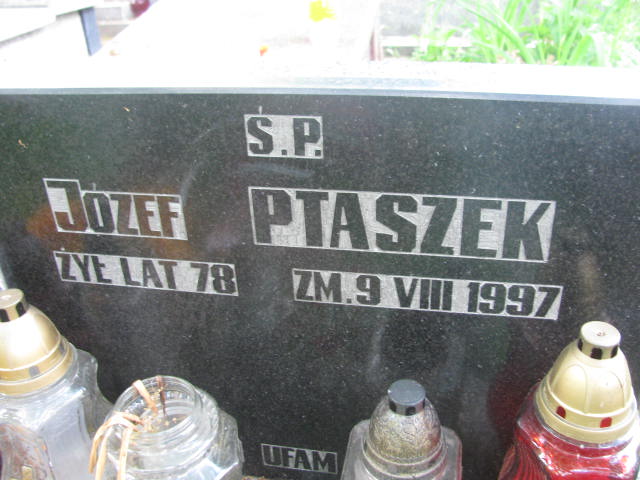 Ś.P.
JÓZEF PTASZEK
ŻYŁ LAT 78 ZM. 9 VIII 1997
UFAM